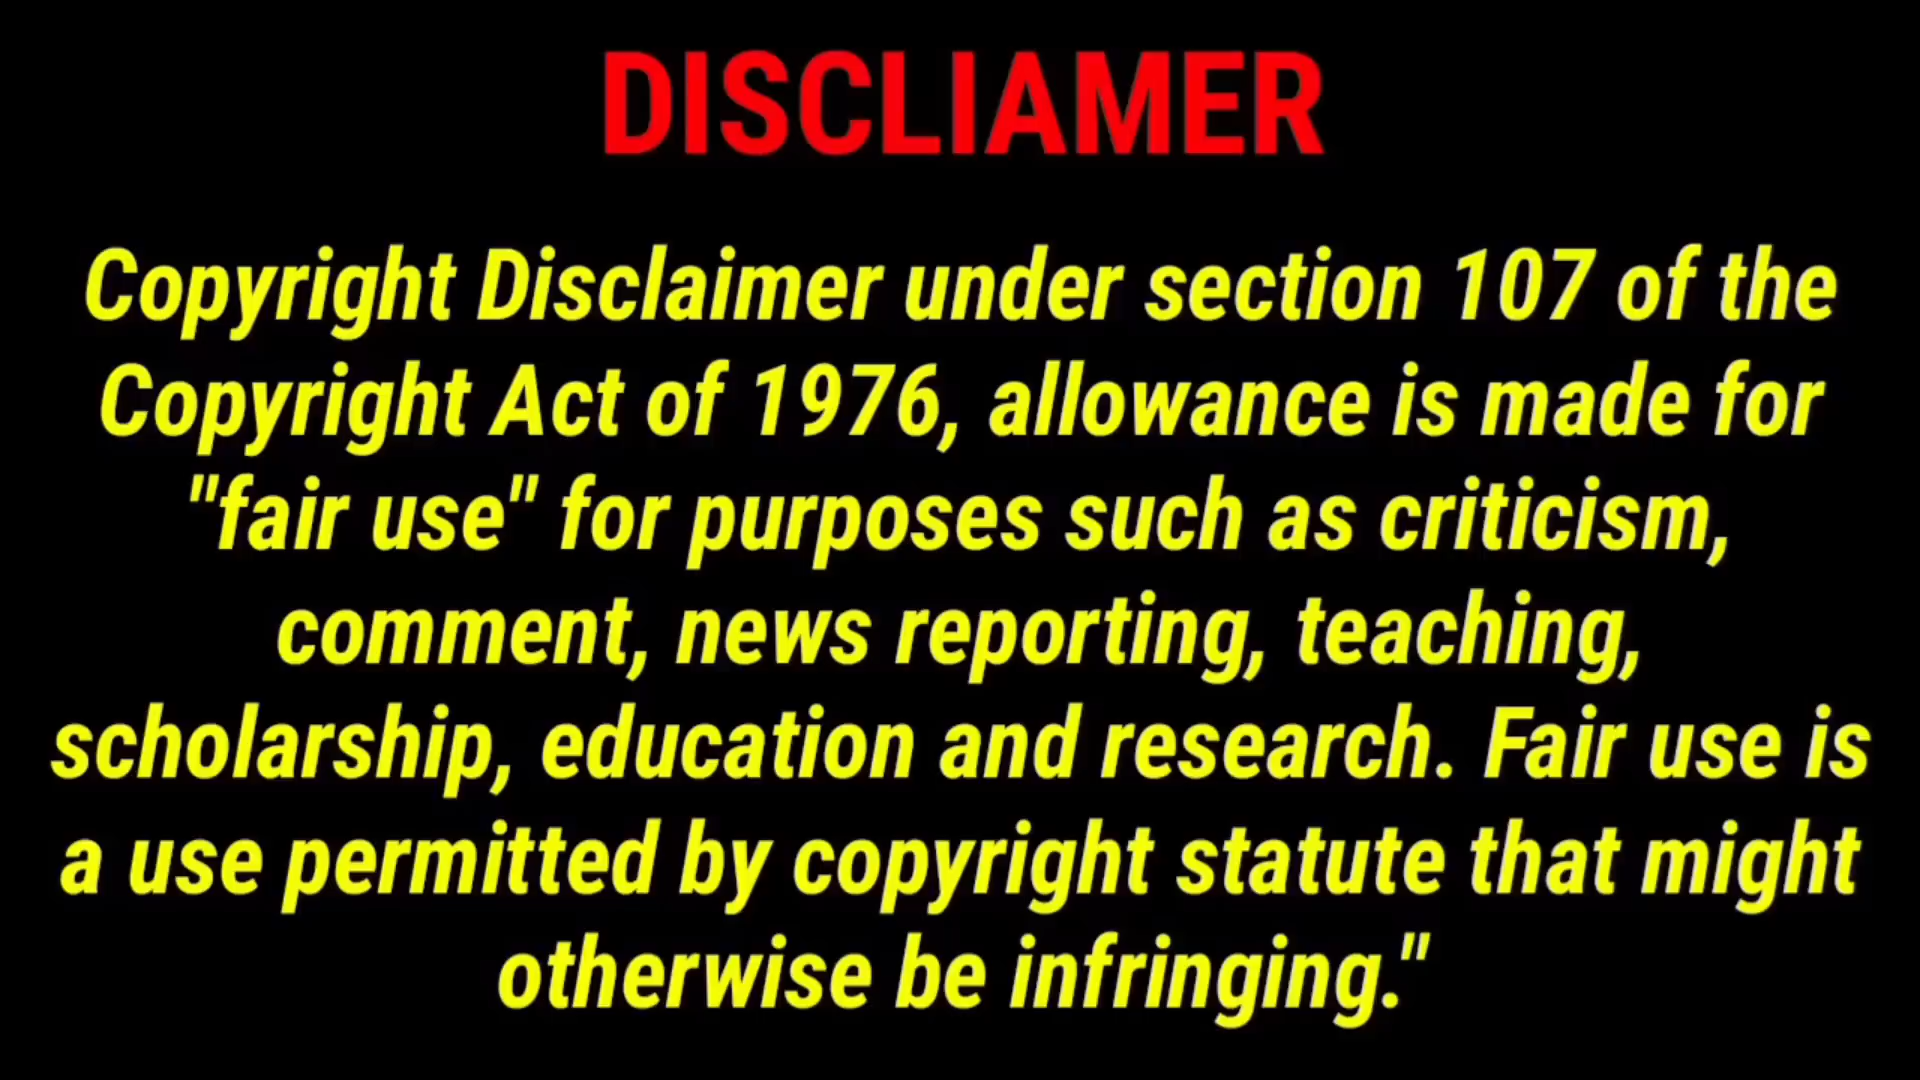 DISCLIAMER
Copyright Disclaimer under section 107 of the
Copyright Act of 1976, allowance is made for
"fair use" for purposes such as criticism,
comment, news reporting, teaching,
scholarship, education and research. Fair use is
a use permitted by copyright statute that might
otherwise be infringing."